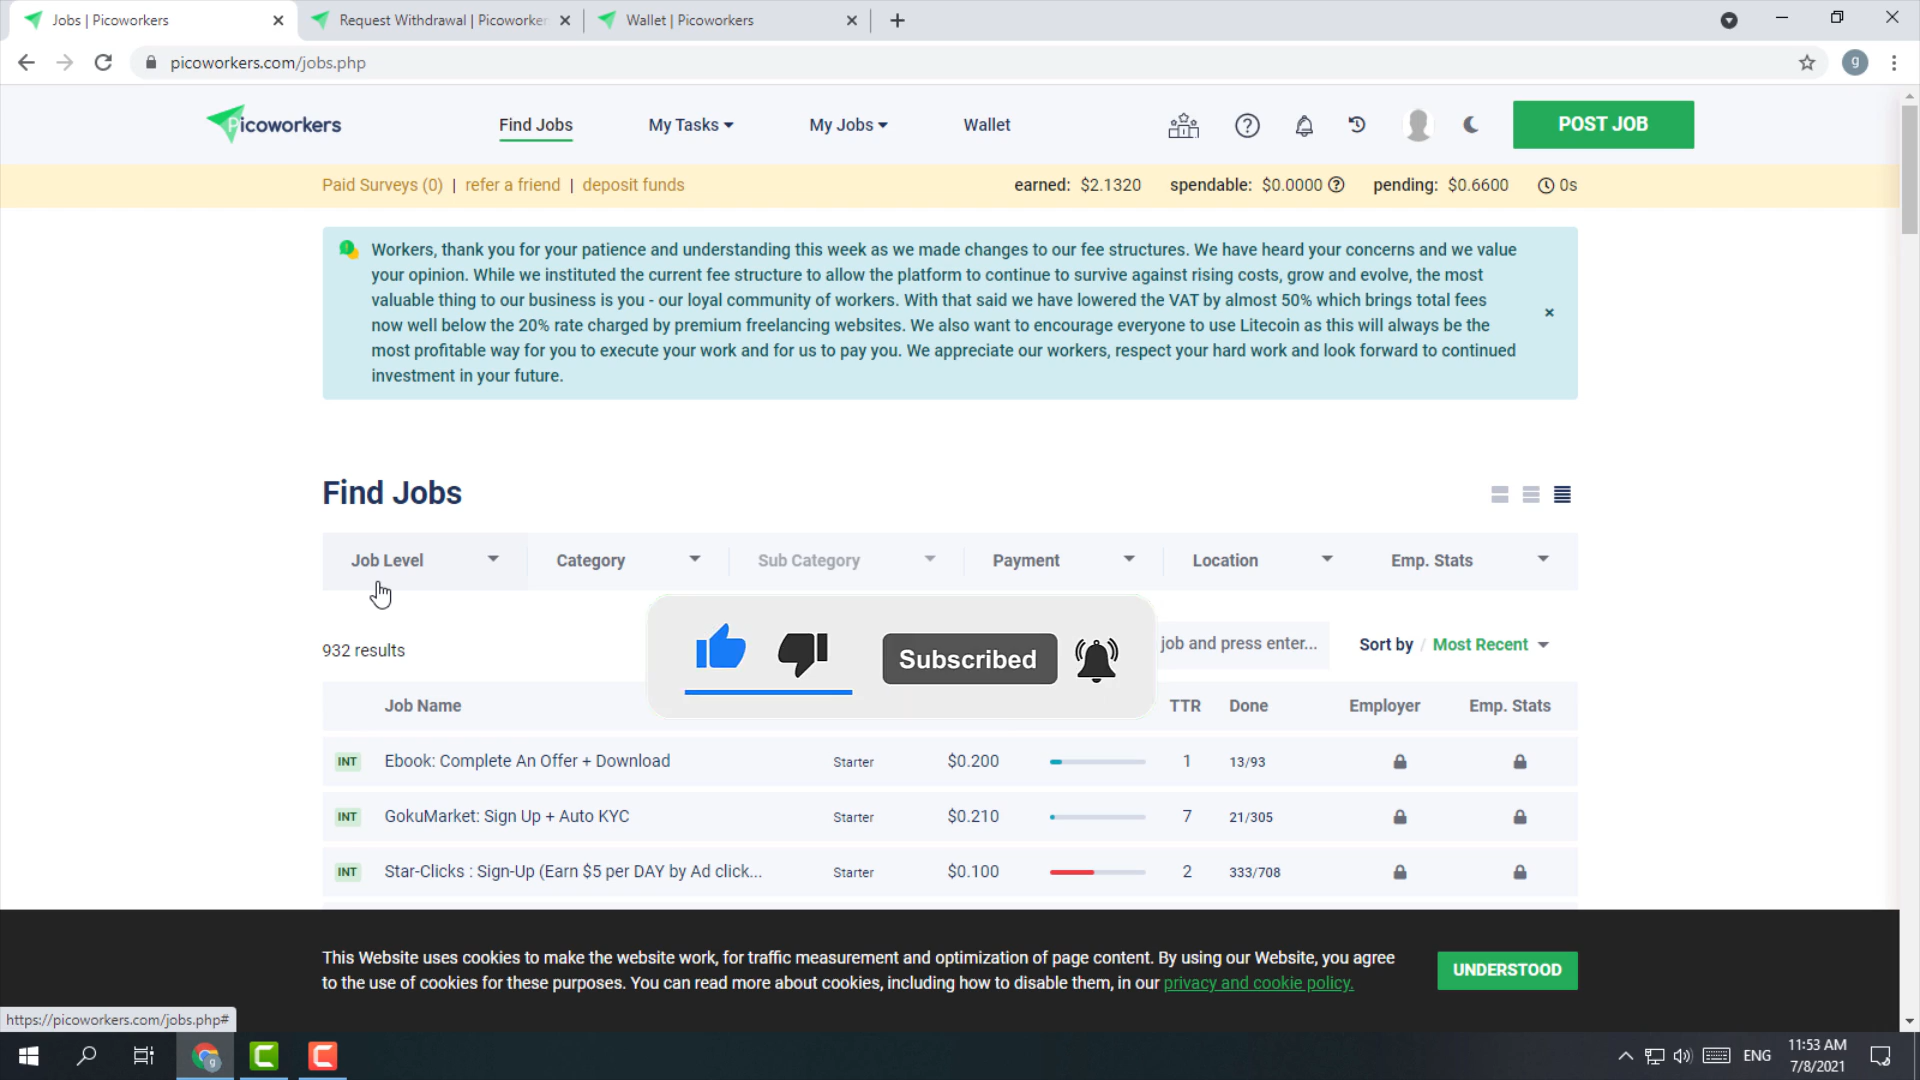 Jobs | Picoworkers
Request Withdrawal | Picoworker
Wallet | Picoworkers
picoworkers.com/jobs.php
g
Picoworkers
Find Jobs
My Tasks
My Jobs
Wallet
POST JOB
Paid Surveys (0) | refer a friend | deposit funds
earned: $2.1320
spendable: $0.0000
pending: $0.6600
0s
Workers, thank you for your patience and understanding this week as we made changes to our fee structures. We have heard your concerns and we value
your opinion. While we instituted the current fee structure to allow the platform to continue to survive against rising costs, grow and evolve, the most
valuable thing to our business is you - our loyal community of workers. With that said we have lowered the VAT by almost 50% which brings total fees
now well below the 20% rate charged by premium freelancing websites. We also want to encourage everyone to use Litecoin as this will always be the
most profitable way for you to execute your work and for us to pay you. We appreciate our workers, respect your hard work and look forward to continued
investment in your future.
Find Jobs
Job Level
Category
Sub Category
Payment
Location
Emp. Stats
932 results
job and press enter...
Sort by / Most Recent
Subscribed
Job Name
TTR
Done
Employer
Emp. Stats
INT Ebook: Complete An Offer + Download Starter $0.200 1 13/93
INT GokuMarket: Sign Up + Auto KYC Starter $0.210 7 21/305
INT Star-Clicks : Sign-Up (Earn $5 per DAY by Ad click... Starter $0.100 2 333/708
This Website uses cookies to make the website work, for traffic measurement and optimization of page content. By using our Website, you agree
to the use of cookies for these purposes. You can read more about cookies, including how to disable them, in our privacy and cookie policy.
UNDERSTOOD
https://picoworkers.com/jobs.php#
ENG
11:53 AM
7/8/2021